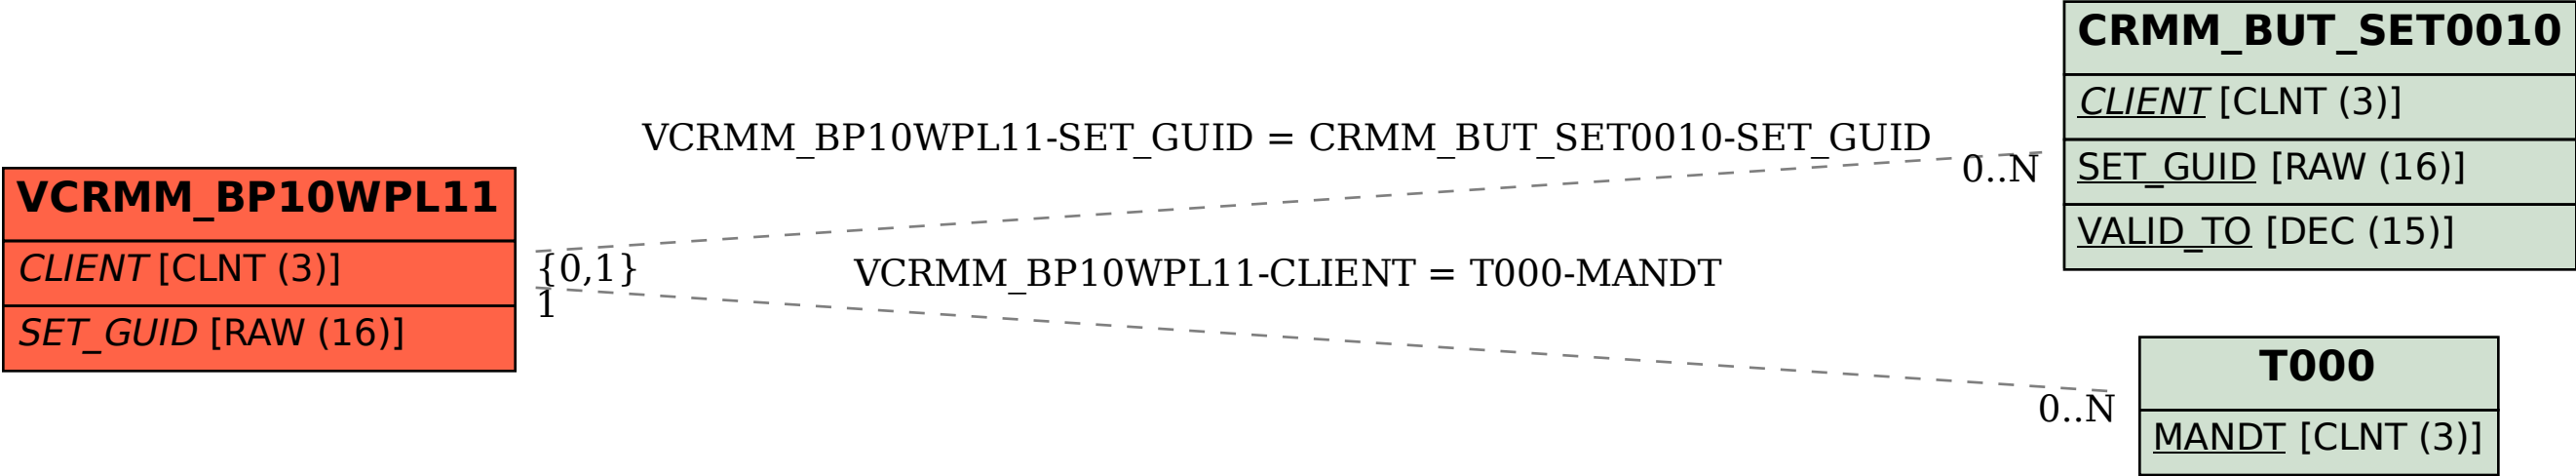 VCRMM_BP10WPL11
CLIENT [CLNT (3)]
SET_GUID [RAW (16)]
VCRMM_BP10WPL11-SET_GUID = CRMM_BUT_SET0010-SET_GUID
0..N
{0,1}
VCRMM_BP10WPL11-CLIENT = T000-MANDT
1
0..N
CRMM_BUT_SET0010
CLIENT [CLNT (3)]
SET_GUID [RAW (16)]
VALID_TO [DEC (15)]
T000
MANDT [CLNT (3)]